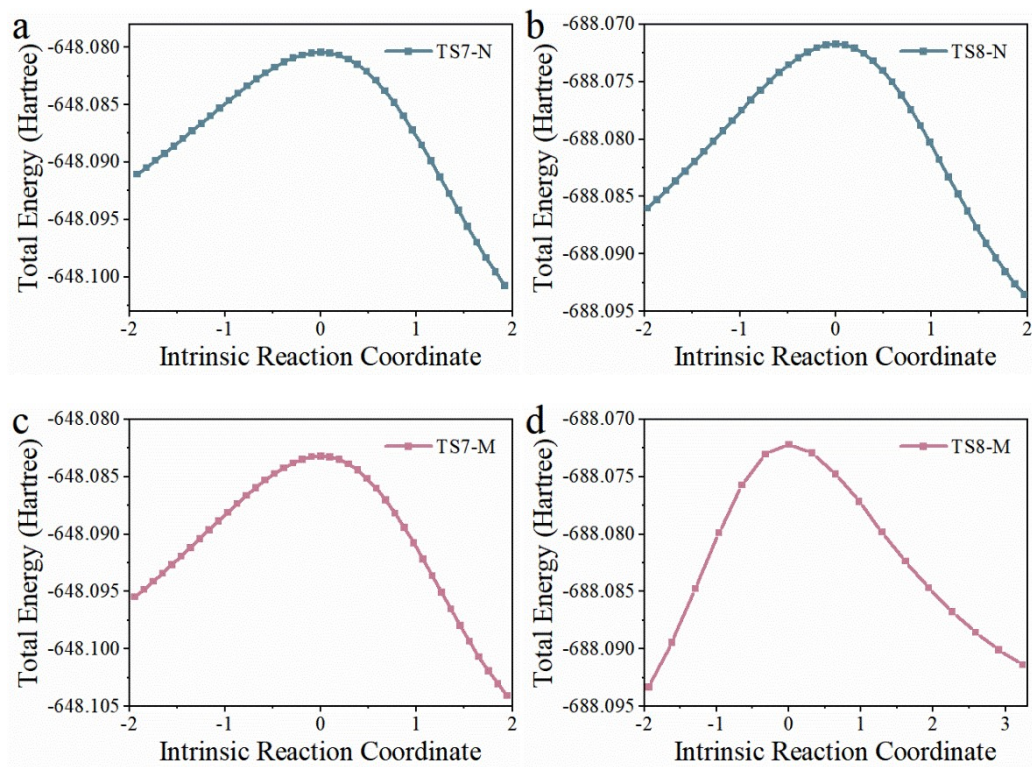 a
TS7-N
Total Energy (Hartree)
-648.080
-648.085
-648.090
-648.095
-648.100
-2
-1
0
1
2
Intrinsic Reaction Coordinate
b
TS8-N
Total Energy (Hartree)
-688.070
-688.075
-688.080
-688.085
-688.090
-688.095
-2
-1
0
1
2
Intrinsic Reaction Coordinate
c
TS7-M
Total Energy (Hartree)
-648.080
-648.085
-648.090
-648.095
-648.100
-648.105
-2
-1
0
1
2
Intrinsic Reaction Coordinate
d
TS8-M
Total Energy (Hartree)
-688.070
-688.075
-688.080
-688.085
-688.090
-688.095
-2
-1
0
1
2
3
Intrinsic Reaction Coordinate